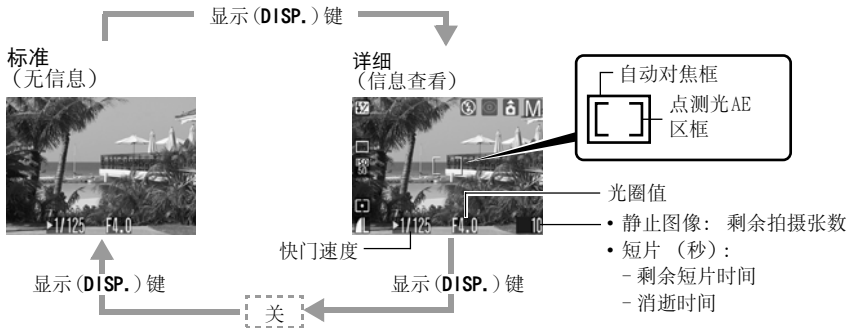 显示(DISP.)键
标准
（无信息）
详细
（信息查看）
自动对焦框
点测光AE
区框
M
ISO
50
▸1/125 F4.0
▸1/125 F4.0 10
光圈值
• 静止图像: 剩余拍摄张数
• 短片 （秒）:
- 剩余短片时间
- 消逝时间
快门速度
显示(DISP.)键
显示(DISP.)键
关